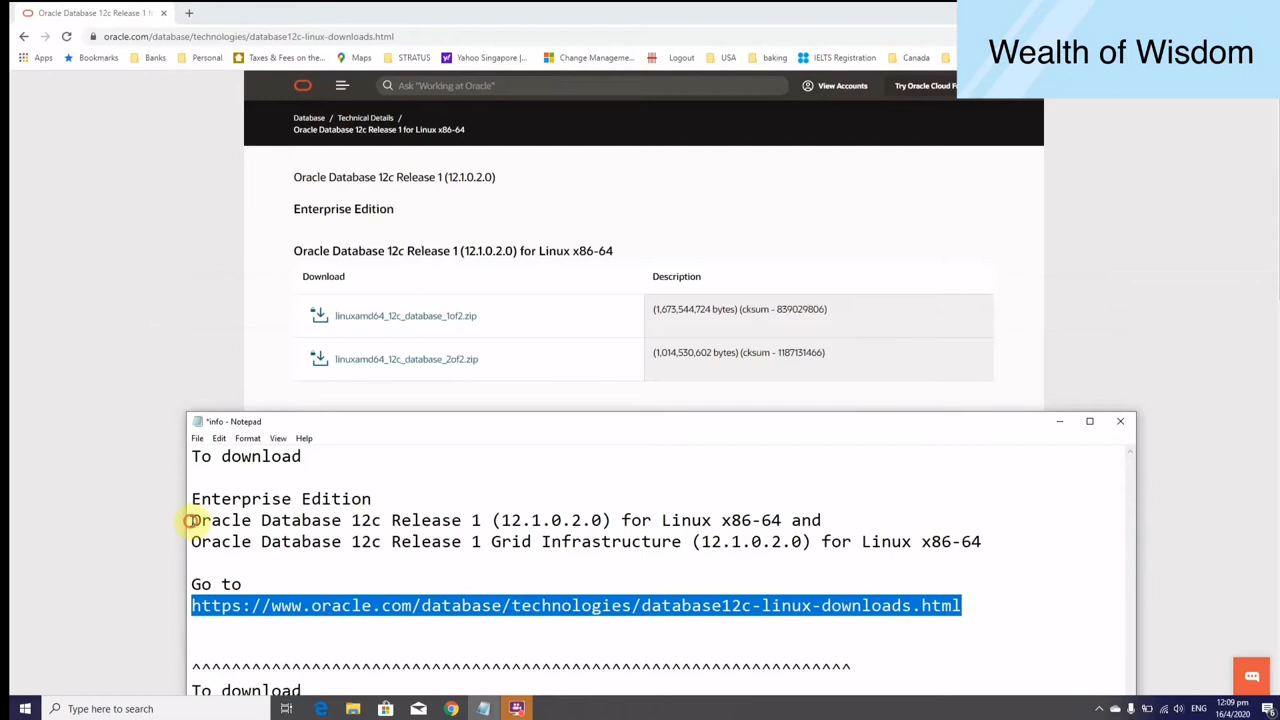 Oracle Database 12c Release 1 f
oracle.com/database/technologies/database12c-linux-downloads.html
Apps Bookmarks Banks Personal Taxes & Fees on the... Maps STRATUS Yahoo Singapore |... Change Manageme... Logout USA baking IELTS Registration Canada
Wealth of Wisdom
Ask "Working at Oracle"
View Accounts
Try Oracle Cloud F
Database / Technical Details /
Oracle Database 12c Release 1 for Linux x86-64
Oracle Database 12c Release 1 (12.1.0.2.0)
Enterprise Edition
Oracle Database 12c Release 1 (12.1.0.2.0) for Linux x86-64
Download Description
linuxamd64_12c_database_1of2.zip (1,673,544,724 bytes) (cksum - 839029806)
linuxamd64_12c_database_2of2.zip (1,014,530,602 bytes) (cksum - 1187131466)
*info - Notepad
File Edit Format View Help
To download
Enterprise Edition
Oracle Database 12c Release 1 (12.1.0.2.0) for Linux x86-64 and
Oracle Database 12c Release 1 Grid Infrastructure (12.1.0.2.0) for Linux x86-64
Go to
https://www.oracle.com/database/technologies/database12c-linux-downloads.html
^^^^^^^^^^^^^^^^^^^^^^^^^^^^^^^^^^^^^^^^^^^^^^^^^^^^^^^^^^^^^^^^^^
To download
Type here to search
ENG
12:09 pm
16/4/2020